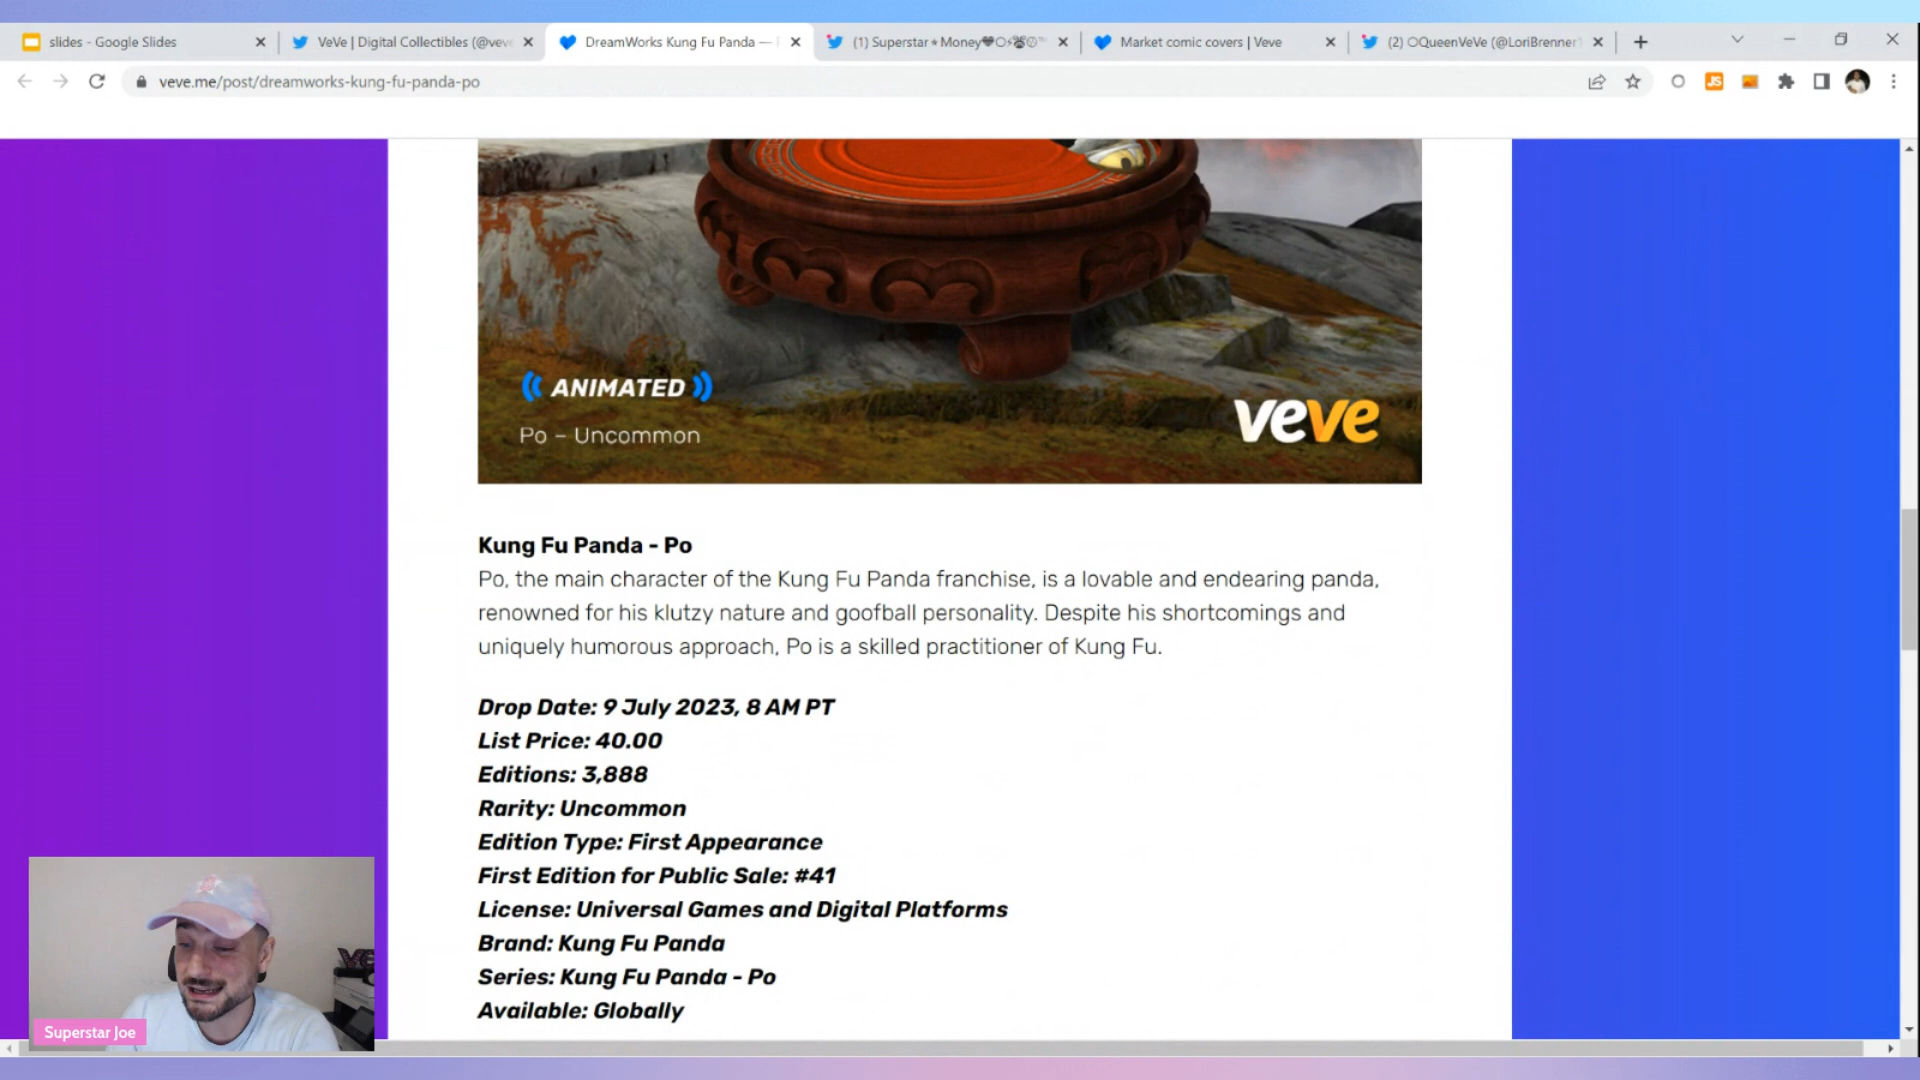 slides - Google Slides
VeVe | Digital Collectibles (@veve
DreamWorks Kung Fu Panda —
(1) Superstar
Money
Market comic covers | Veve
(2) OQueenVeVe (@LoriBrenner1
veve.me/post/dreamworks-kung-fu-panda-po
JS
ANIMATED
Po – Uncommon
veve
Kung Fu Panda - Po
Po, the main character of the Kung Fu Panda franchise, is a lovable and endearing panda,
renowned for his klutzy nature and goofball personality. Despite his shortcomings and
uniquely humorous approach, Po is a skilled practitioner of Kung Fu.
Drop Date: 9 July 2023, 8 AM PT
List Price: 40.00
Editions: 3,888
Rarity: Uncommon
Edition Type: First Appearance
First Edition for Public Sale: #41
License: Universal Games and Digital Platforms
Brand: Kung Fu Panda
Series: Kung Fu Panda - Po
Available: Globally
Superstar Joe